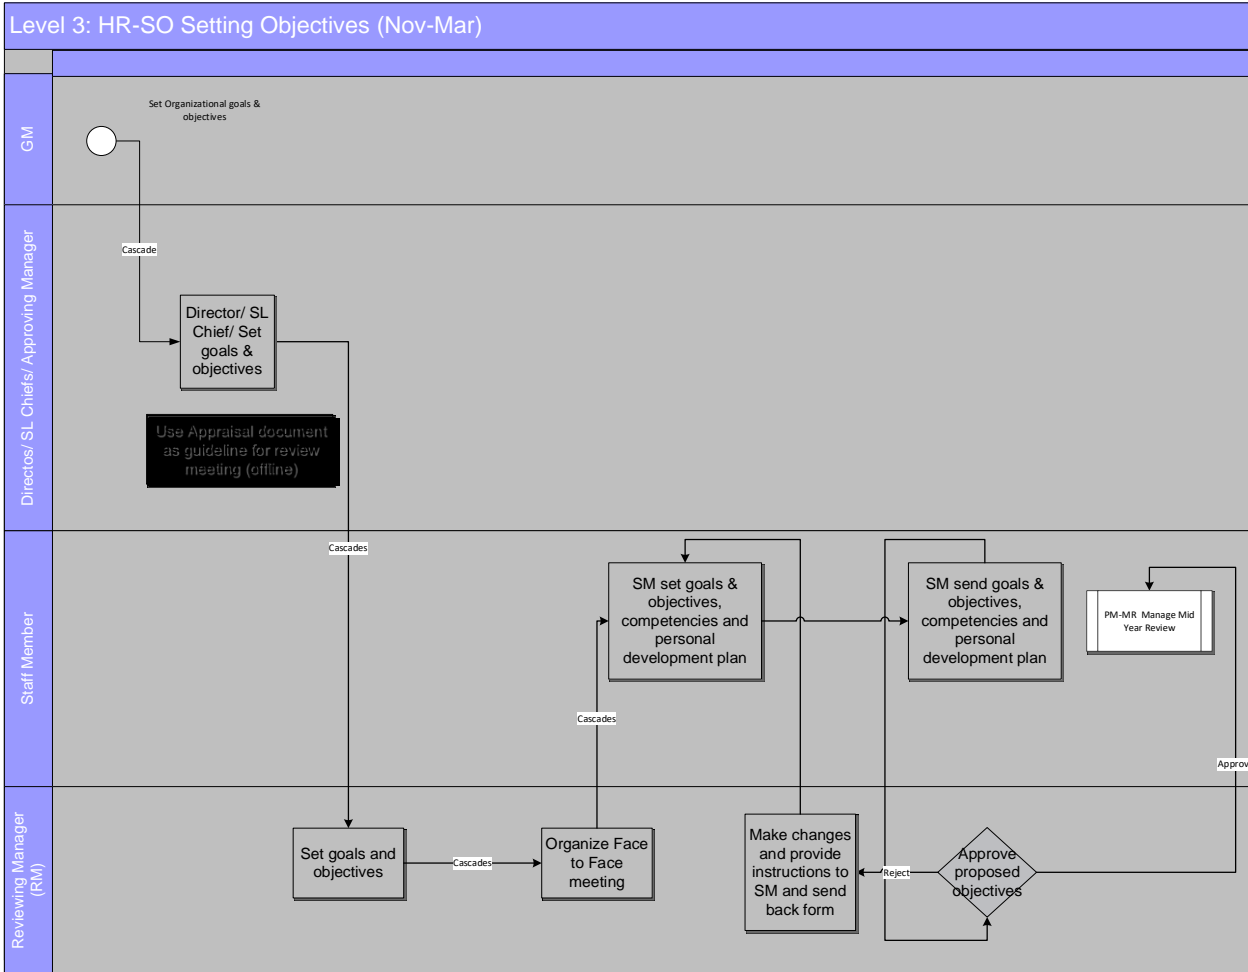 Level 3: HR-SO Setting Objectives (Nov-Mar)
GM
Set Organizational goals &
objectives
Cascade
Directos/ SL Chiefs/ Approving Manager
Director/ SL
Chief/ Set
goals &
objectives
Use Appraisal document
as guideline for review
meeting (offline)
Cascades
Staff Member
SM set goals &
objectives,
competencies and
personal
development plan
SM send goals &
objectives,
competencies and
personal
development plan
PM-MR Manage Mid
Year Review
Cascades
Approv
Reviewing Manager
(RM)
Set goals and
objectives
Cascades
Organize Face
to Face
meeting
Make changes
and provide
instructions to
SM and send
back form
Reject
Approve
proposed
objectives